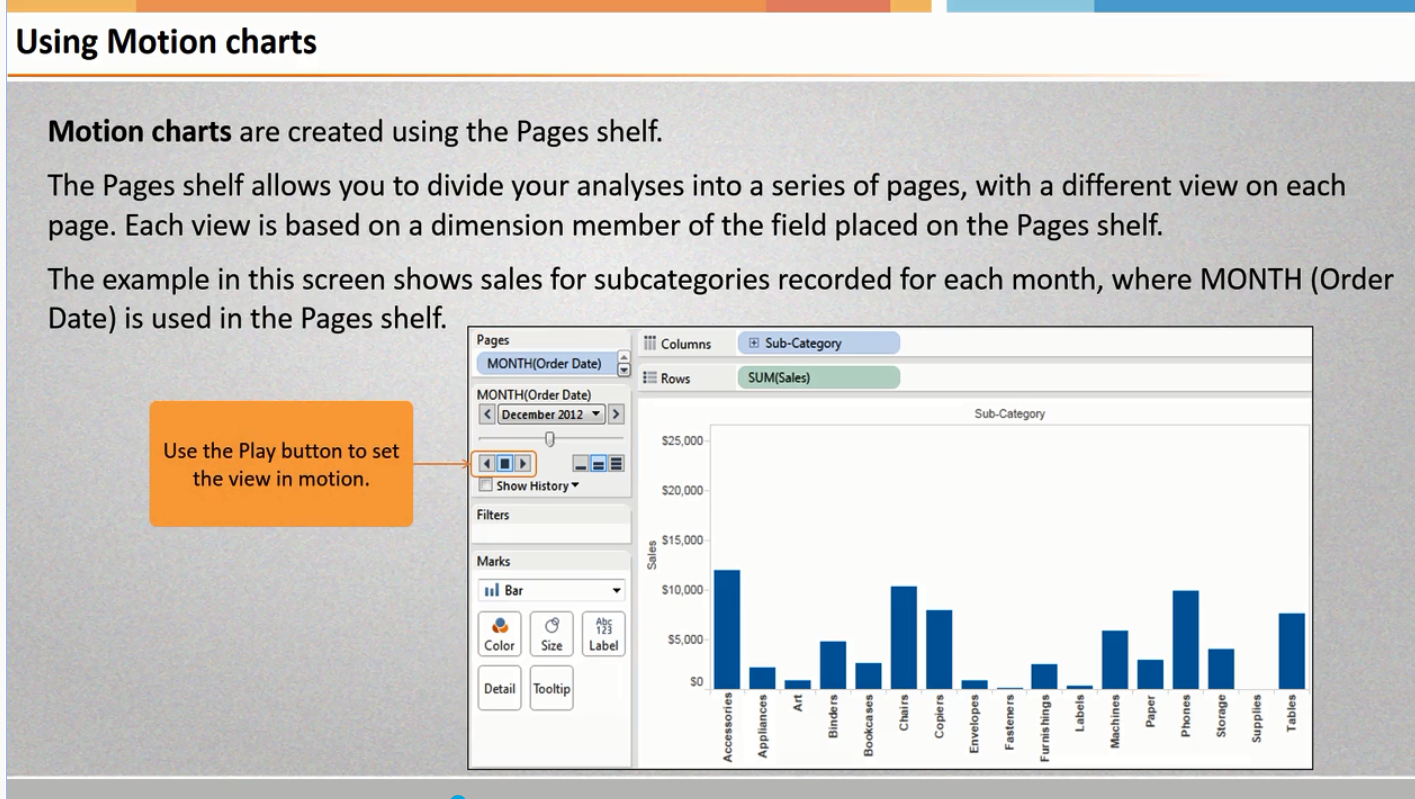 Using Motion charts
Motion charts are created using the Pages shelf.
The Pages shelf allows you to divide your analyses into a series of pages, with a different view on each
page. Each view is based on a dimension member of the field placed on the Pages shelf.
The example in this screen shows sales for subcategories recorded for each month, where MONTH (Order
Date) is used in the Pages shelf.
Use the Play button to set
the view in motion.
Pages
MONTH(Order Date)
MONTH(Order Date)
December 2012
Show History
Filters
Marks
Bar
Color
Size
Abc
123
Label
Detail
Tooltip
Columns
Sub-Category
Rows
SUM(Sales)
Sub-Category
Sales
$25,000
$20,000
$15,000
$10,000
$5,000
$0
Accessories
Appliances
Art
Binders
Bookcases
Chairs
Copiers
Envelopes
Fasteners
Furnishings
Labels
Machines
Paper
Phones
Storage
Supplies
Tables